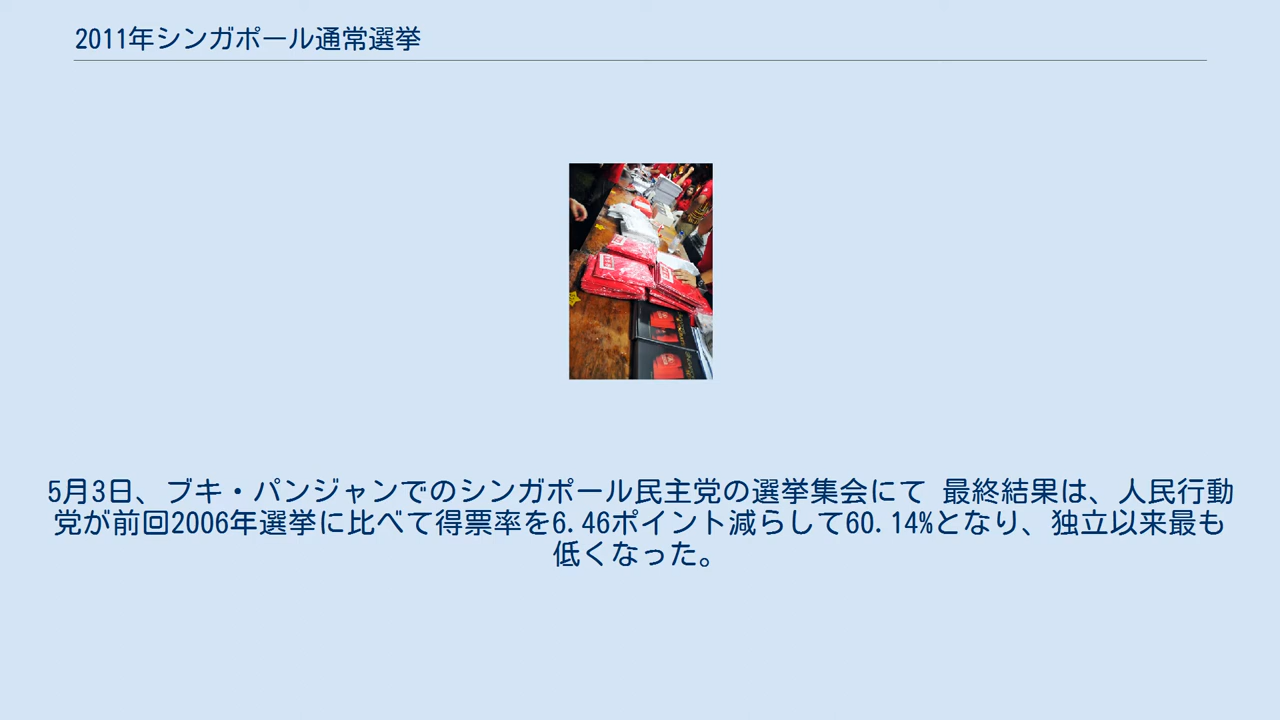 2011年シンガポール通常選挙
5月3日、ブキ・パンジャンでのシンガポール民主党の選挙集会にて 最終結果は、人民行動
党が前回2006年選挙に比べて得票率を6.46ポイント減らして60.14%となり、独立以来最も
低くなった。